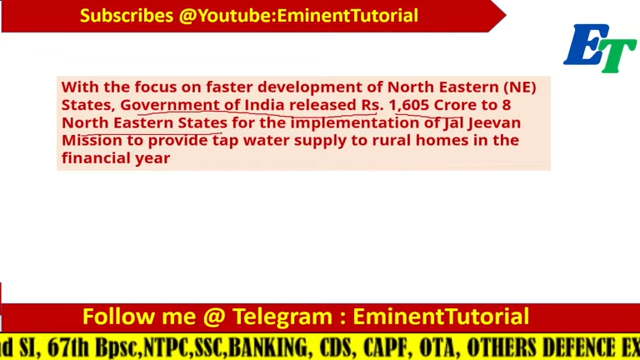 Subscribes @Youtube:EminentTutorial
ET
With the focus on faster development of North Eastern (NE)
States, Government of India released Rs. 1,605 Crore to 8
North Eastern States for the implementation of Jal Jeevan
Mission to provide tap water supply to rural homes in the
financial year
Follow me @ Telegram : EminentTutorial
SI, 67th Bpsc,NTPC,SSC,BANKING, CDS, CAPF, OTA, OTHERS DEFENCE